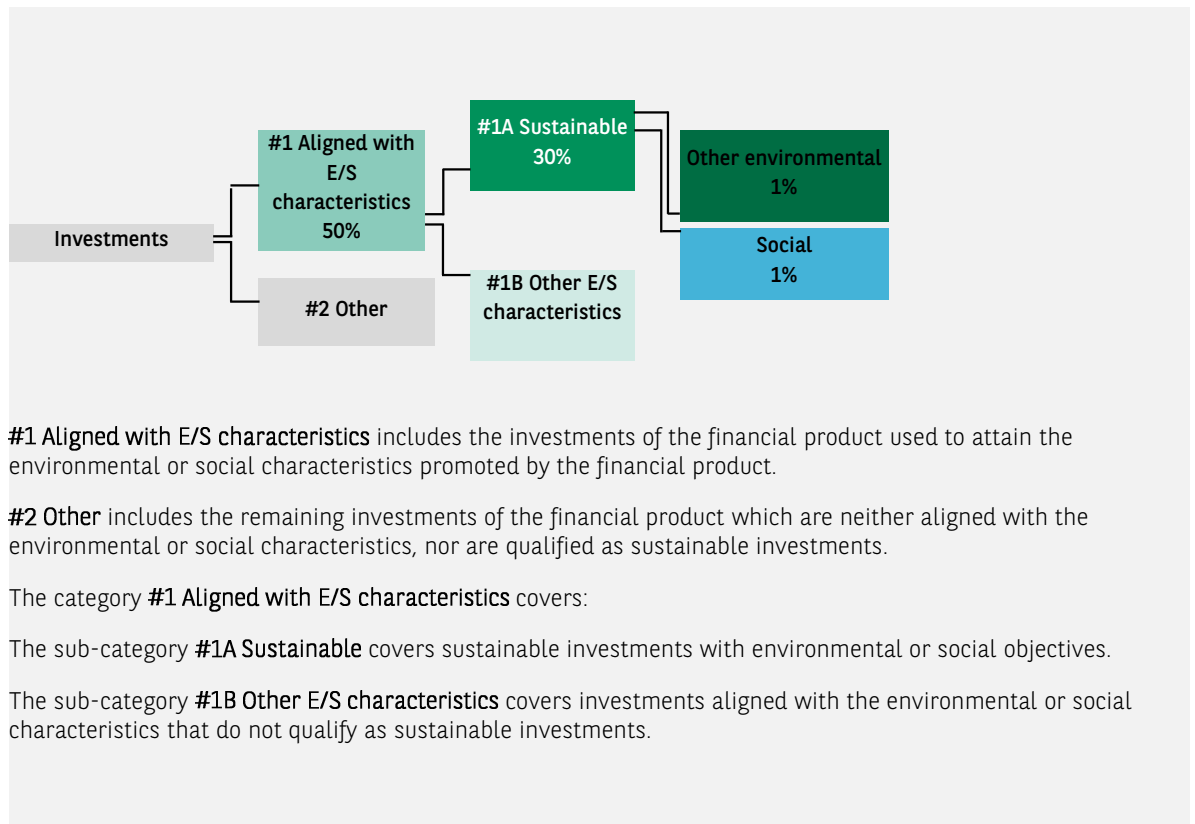 #1A Sustainable
30%
#1 Aligned with
E/S
characteristics
50%
Other environmental
1%
Investments
Social
1%
#1B Other E/S
characteristics
#2 Other
#1 Aligned with E/S characteristics includes the investments of the financial product used to attain the
environmental or social characteristics promoted by the financial product.
#2 Other includes the remaining investments of the financial product which are neither aligned with the
environmental or social characteristics, nor are qualified as sustainable investments.
The category #1 Aligned with E/S characteristics covers:
The sub-category #1A Sustainable covers sustainable investments with environmental or social objectives.
The sub-category #1B Other E/S characteristics covers investments aligned with the environmental or social
characteristics that do not qualify as sustainable investments.